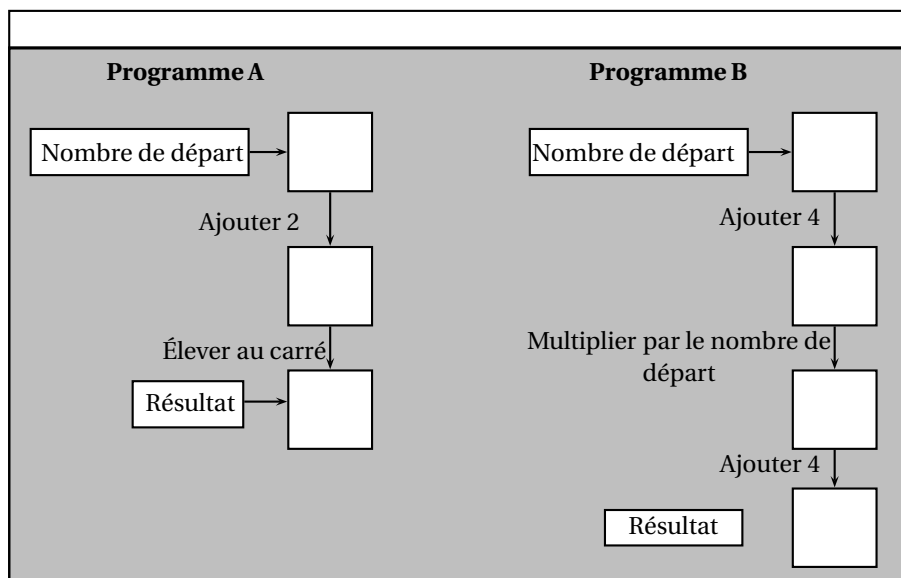 Programme A
Nombre de départ
Ajouter 2
Élever au carré
Résultat
Programme B
Nombre de départ
Ajouter 4
Multiplier par le nombre de
départ
Ajouter 4
Résultat